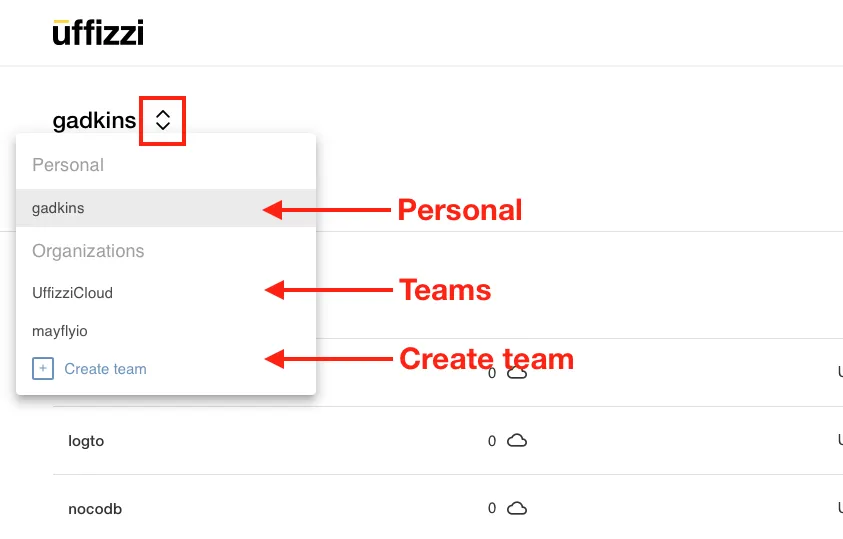 uffizzi
gadkins
Personal
gadkins
Personal
Organizations
UffizziCloud
Teams
mayflyio
Create team
Create team
0
logto
0
nocodb
0